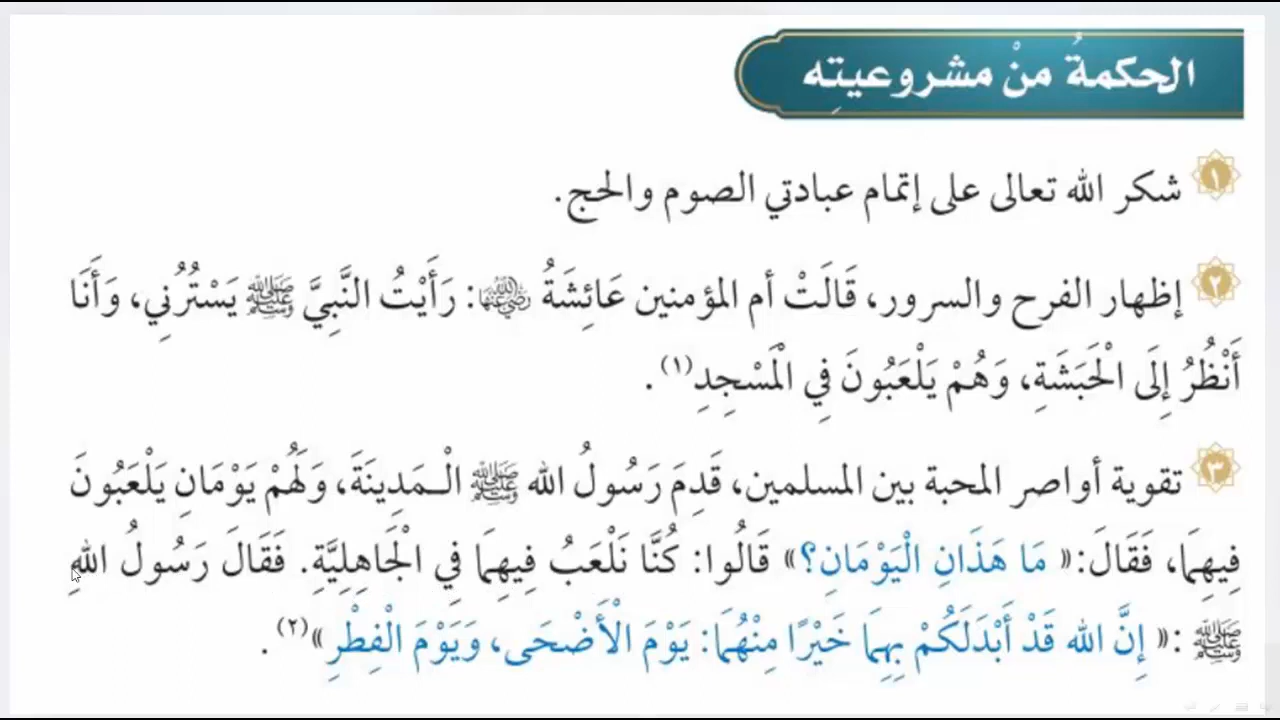 الحكمةُ منْ مشروعيتِه
١ شكر الله تعالى على إتمام عبادتي الصوم والحج.
٢ إظهار الفرح والسرور، قَالَتْ أم المؤمنين عَائِشَةُ رضي الله عنها: رَأَيْتُ النَّبِيَّ ﷺ يَسْتُرُنِي، وَأَنَا
أَنْظُرُ إِلَى الْحَبَشَةِ، وَهُمْ يَلْعَبُونَ فِي الْمَسْجِدِ(١).
٣ تقوية أواصر المحبة بين المسلمين، قَدِمَ رَسُولُ الله ﷺ الْـمَدِينَةَ، وَلَهُمْ يَوْمَانِ يَلْعَبُونَ
فِيهِمَا، فَقَالَ:« مَا هَذَانِ الْيَوْمَانِ؟» قَالُوا: كُنَّا نَلْعَبُ فِيهِمَا فِي الْجَاهِلِيَّةِ. فَقَالَ رَسُولُ اللهِ
ﷺ :« إِنَّ الله قَدْ أَبْدَلَكُمْ بِهِمَا خَيْرًا مِنْهُمَا: يَوْمَ الْأَضْحَى، وَيَوْمَ الْفِطْرِ»(٢).